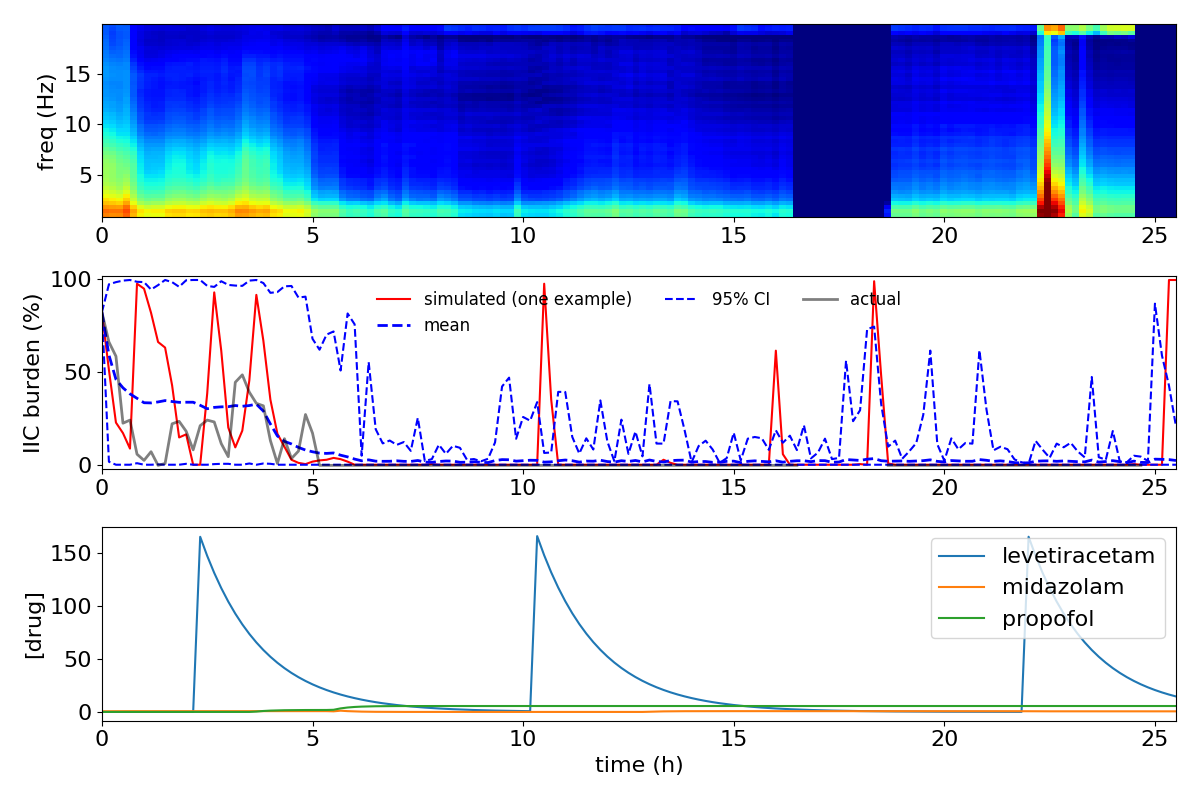 15
10
5
freq (Hz)
0 5 10 15 20 25
100
50
0
IIC burden (%)
simulated (one example)
mean
95% CI
actual
0 5 10 15 20 25
150
100
50
0
[drug]
levetiracetam
midazolam
propofol
0 5 10 15 20 25
time (h)